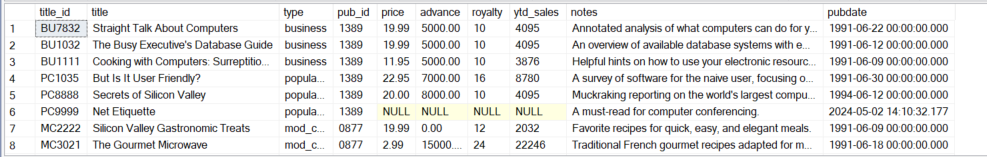 title_id title type pub_id price advance royalty ytd_sales notes pubdate
1 BU7832 Straight Talk About Computers business 1389 19.99 5000.00 10 4095 Annotated analysis of what computers can do for y... 1991-06-22 00:00:00.000
2 BU1032 The Busy Executive's Database Guide business 1389 19.99 5000.00 10 4095 An overview of available database systems with e... 1991-06-12 00:00:00.000
3 BU1111 Cooking with Computers: Surreptitio... business 1389 11.95 5000.00 10 3876 Helpful hints on how to use your electronic resourc... 1991-06-09 00:00:00.000
4 PC1035 But Is It User Friendly? popula... 1389 22.95 7000.00 16 8780 A survey of software for the naive user, focusing o... 1991-06-30 00:00:00.000
5 PC8888 Secrets of Silicon Valley popula... 1389 20.00 8000.00 10 4095 Muckraking reporting on the world's largest compu... 1994-06-12 00:00:00.000
6 PC9999 Net Etiquette popula... 1389 NULL NULL NULL NULL A must-read for computer conferencing. 2024-05-02 14:10:32.177
7 MC2222 Silicon Valley Gastronomic Treats mod_c... 0877 19.99 0.00 12 2032 Favorite recipes for quick, easy, and elegant meals. 1991-06-09 00:00:00.000
8 MC3021 The Gourmet Microwave mod_c... 0877 2.99 15000.... 24 22246 Traditional French gourmet recipes adapted for m... 1991-06-18 00:00:00.000